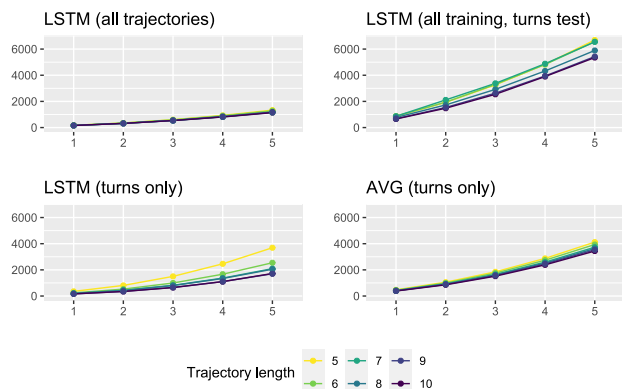 LSTM (all trajectories)
LSTM (all training, turns test)
6000
4000
2000
0
1 2 3 4 5
6000
4000
2000
0
1 2 3 4 5
LSTM (turns only)
AVG (turns only)
6000
4000
2000
0
1 2 3 4 5
6000
4000
2000
0
1 2 3 4 5
Trajectory length
5 7 9
6 8 10